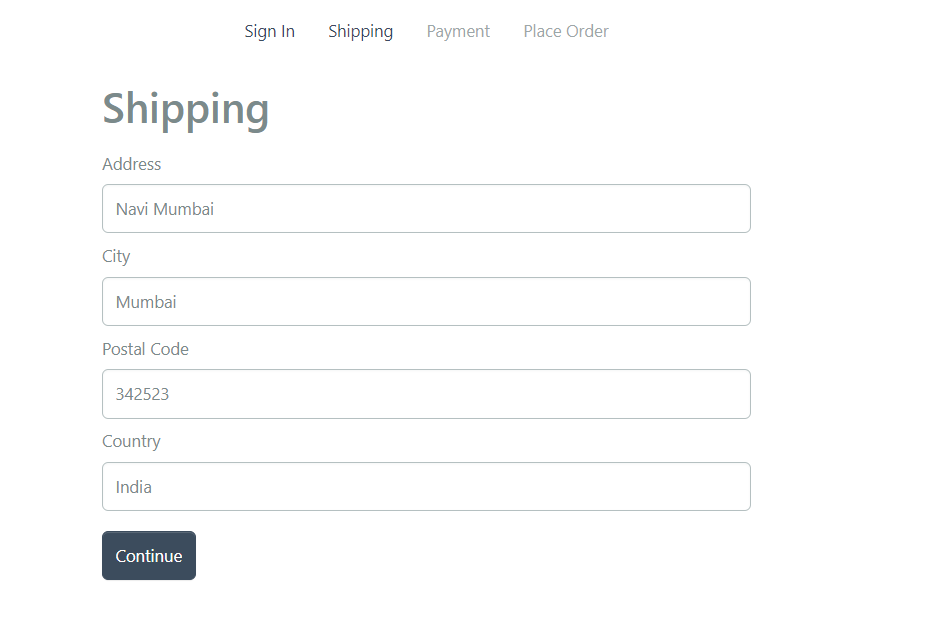 Sign In Shipping Payment Place Order
Shipping
Address
Navi Mumbai
City
Mumbai
Postal Code
342523
Country
India
Continue